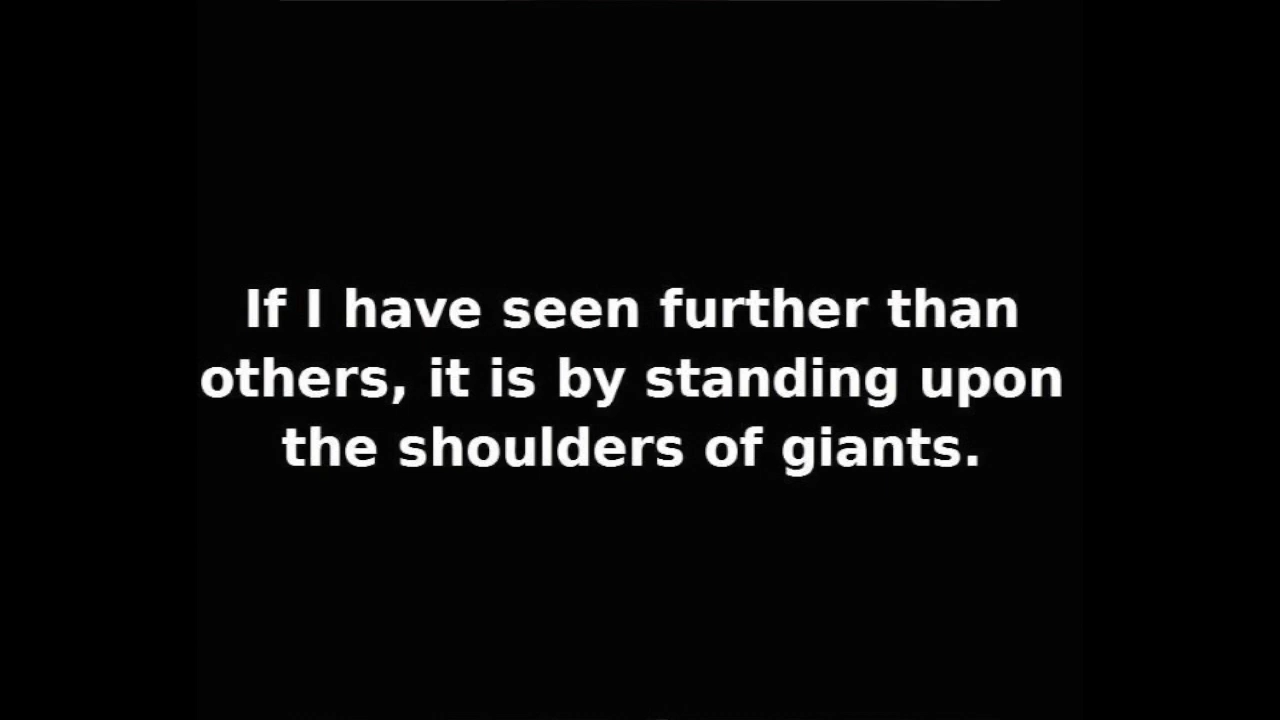 If I have seen further than
others, it is by standing upon
the shoulders of giants.